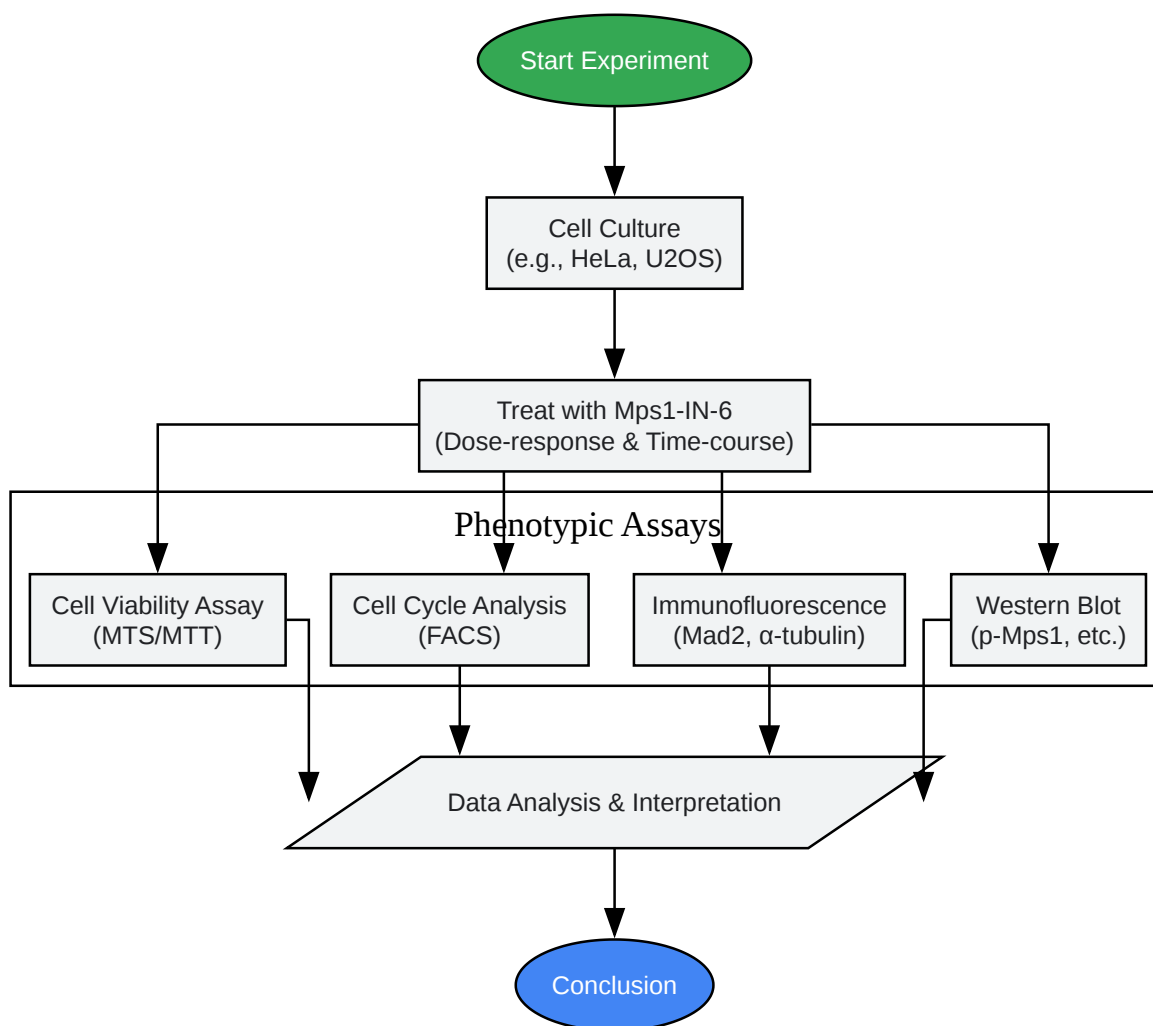 Start Experiment
Cell Culture
(e.g., HeLa, U2OS)
Treat with Mps1-IN-6
(Dose-response & Time-course)
Phenotypic Assays
Cell Viability Assay
(MTS/MTT)
Cell Cycle Analysis
(FACS)
Immunofluorescence
(Mad2, α-tubulin)
Western Blot
(p-Mps1, etc.)
Data Analysis & Interpretation
Conclusion